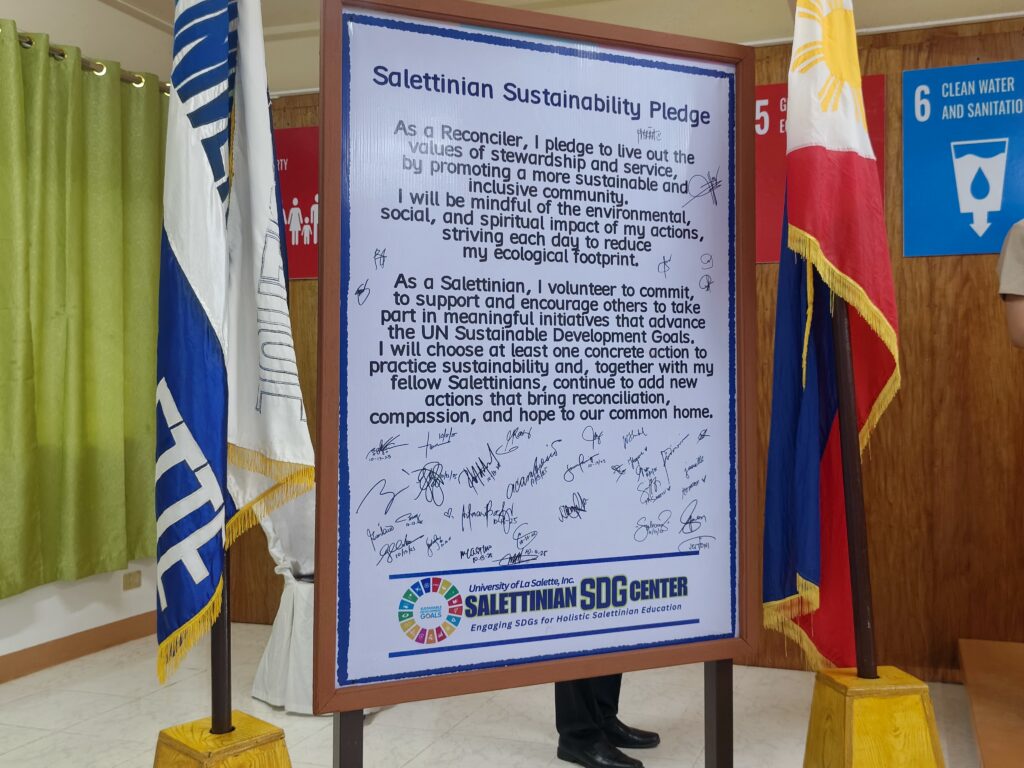 Salettinian Sustainability Pledge
As a Reconciler, I pledge to live out the
values of stewardship and service,
by promoting a more sustainable and
inclusive community.
I will be mindful of the environmental,
social, and spiritual impact of my actions,
striving each day to reduce
my ecological footprint.
As a Salettinian, I volunteer to commit,
to support and encourage others to take
part in meaningful initiatives that advance
the UN Sustainable Development Goals.
I will choose at least one concrete action to
practice sustainability and, together with my
fellow Salettinians, continue to add new
actions that bring reconciliation,
compassion, and hope to our common home.
University of La Salette, Inc.
SALETTINIAN SDG CENTER
Engaging SDGs for Holistic Salettinian Education
GOALS
5
6 CLEAN WATER
AND SANITATIO